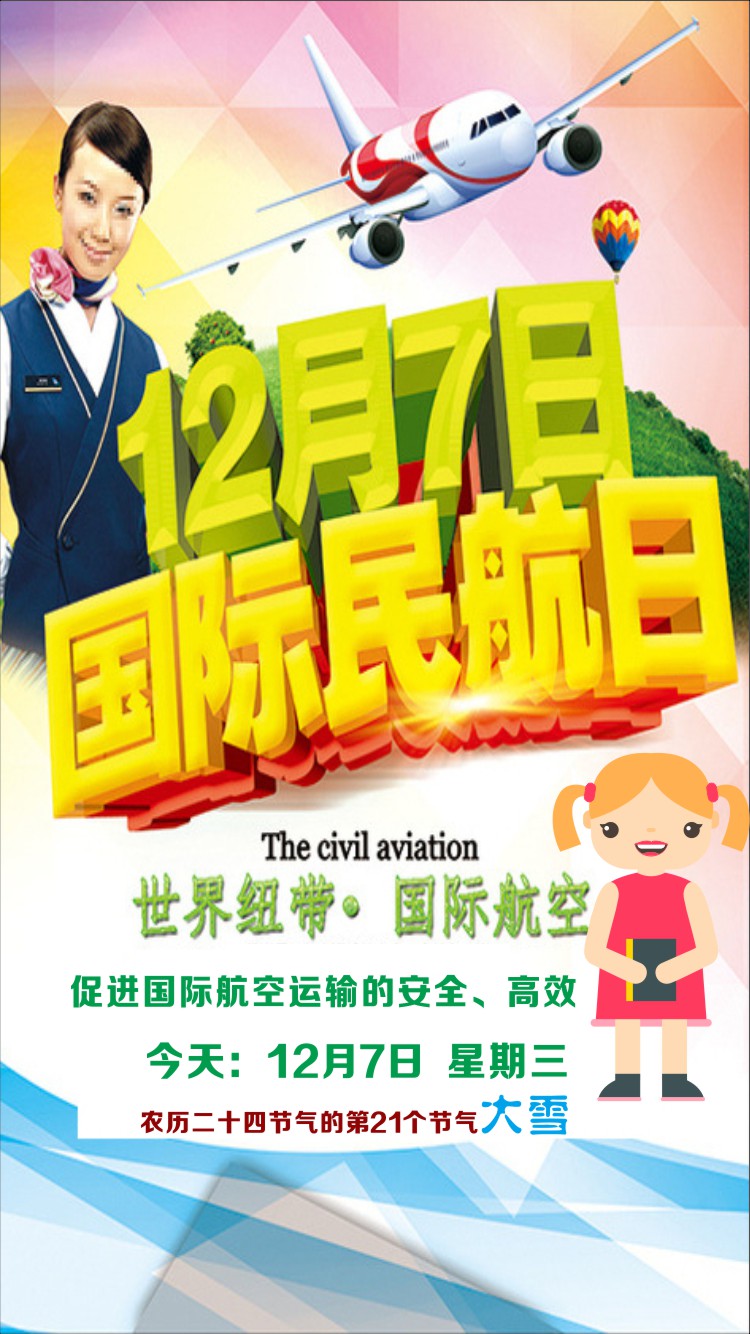 12月7日
国际民航日
The civil aviation
世界纽带·国际航空
促进国际航空运输的安全、高效
今天：12月7日 星期三
农历二十四节气的第21个节气大雪